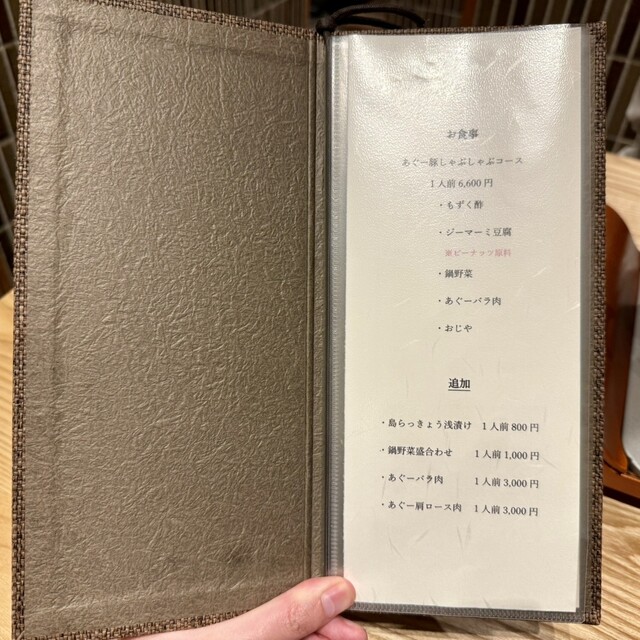 お食事
あぐー豚しゃぶしゃぶコース
1人前 6,600円
・もずく酢
・ジーマーミ豆腐
※ピーナッツ原料
・鍋野菜
・あぐーバラ肉
・おじや
追加
・島らっきょう浅漬け 1人前 800円
・鍋野菜盛合わせ 1人前 1,000円
・あぐーバラ肉 1人前 3,000円
・あぐー肩ロース肉 1人前 3,000円